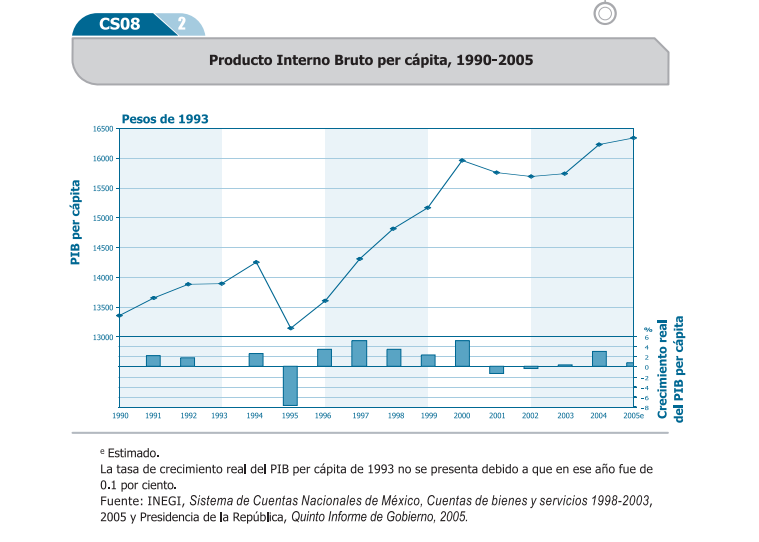 CS08 2
Producto Interno Bruto per cápita, 1990-2005
Pesos de 1993
PIB per cápita
16500
16000
15500
15000
14500
14000
13500
13000
%
6
4
2
0
-2
-4
-6
-8
Crecimiento real
del PIB per cápita
1990 1991 1992 1993 1994 1995 1996 1997 1998 1999 2000 2001 2002 2003 2004 2005e
e Estimado.
La tasa de crecimiento real del PIB per cápita de 1993 no se presenta debido a que en ese año fue de
0.1 por ciento.
Fuente: INEGI, Sistema de Cuentas Nacionales de México, Cuentas de bienes y servicios 1998-2003,
2005 y Presidencia de la República, Quinto Informe de Gobierno, 2005.